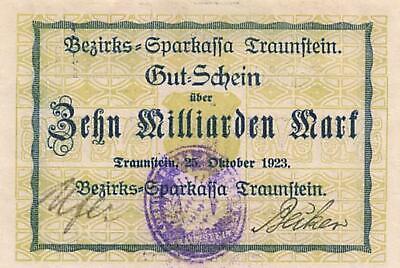 Bezirks=Sparkassa Traunstein.
Gut=Schein
über
Zehn Milliarden Mark
Traunstein, 25. Oktober 1923.
Bezirks=Sparkassa Traunstein.